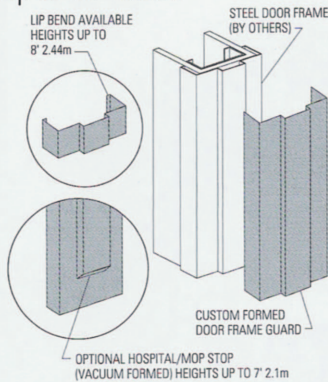 LIP BEND AVAILABLE
HEIGHTS UP TO
8' 2.44m
STEEL DOOR FRAME
(BY OTHERS)
CUSTOM FORMED
DOOR FRAME GUARD
OPTIONAL HOSPITAL/MOP STOP
(VACUUM FORMED) HEIGHTS UP TO 7' 2.1m